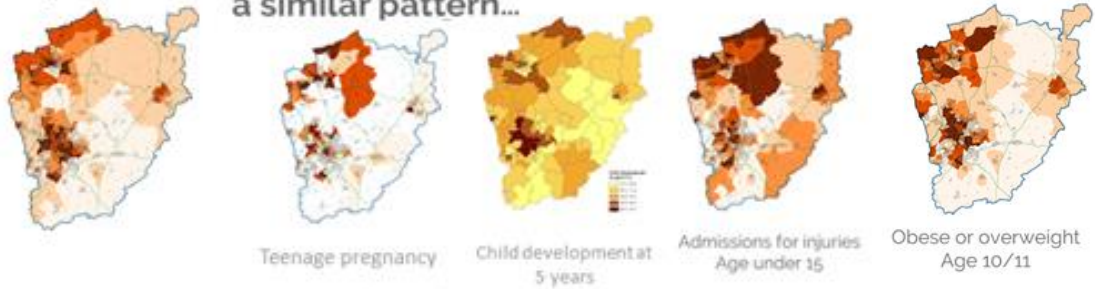 a similar pattern...
Teenage pregnancy
Child development at
5 years
Admissions for injuries
Age under 15
Obese or overweight
Age 10/11